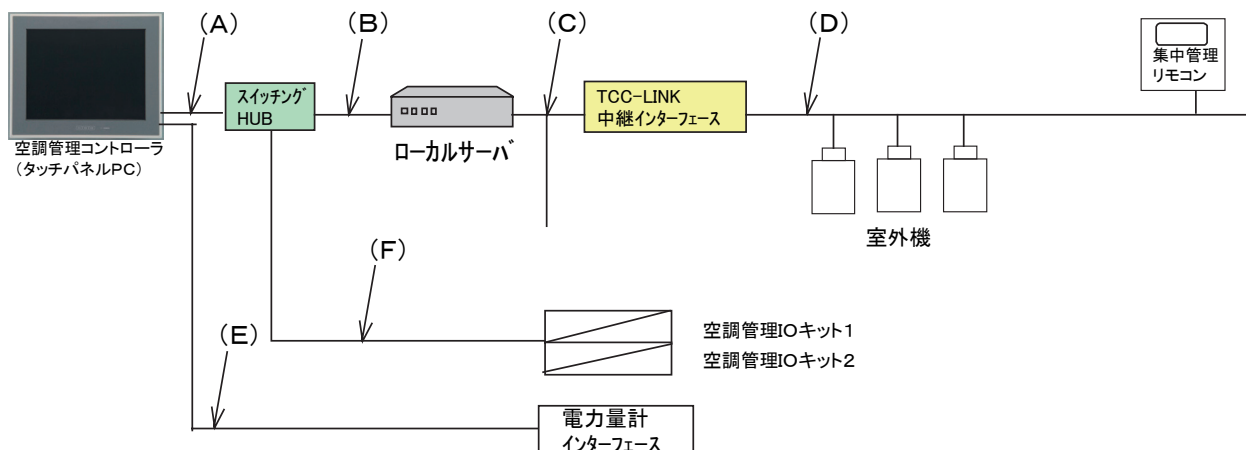 (A)
(B)
(C)
(D)
集中管理
リモコン
スイッチング
HUB
TCC-LINK
中継インターフェース
ローカルサーバ
空調管理コントローラ
(タッチパネルPC)
室外機
(F)
(E)
空調管理IOキット1
空調管理IOキット2
電力量計
インターフェース